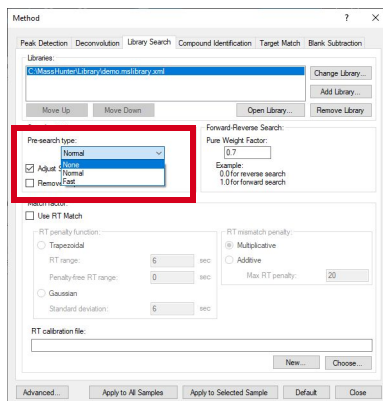 Method
? X
Peak Detection Deconvolution Library Search Compound Identification Target Match Blank Subtraction
Libraries:
C:\MassHunter\Library\demo.mslibrary.xml
Change Library...
Add Library...
Move Up Move Down Open Library... Remove Library
Pre-search type:
Normal
None
Normal
Fast
Adjust
Remove
Forward-Reverse Search:
Pure Weight Factor:
0.7
Example:
0.0 for reverse search
1.0 for forward search
Match factor:
Use RT Match
RT penalty function:
Trapezoidal
RT range: 6 sec
Penalty-free RT range: 0 sec
Gaussian
Standard deviation: 6 sec
RT mismatch penalty:
Multiplicative
Additive
Max RT penalty: 20
RT calibration file:
New... Choose...
Advanced... Apply to All Samples Apply to Selected Sample Default Close